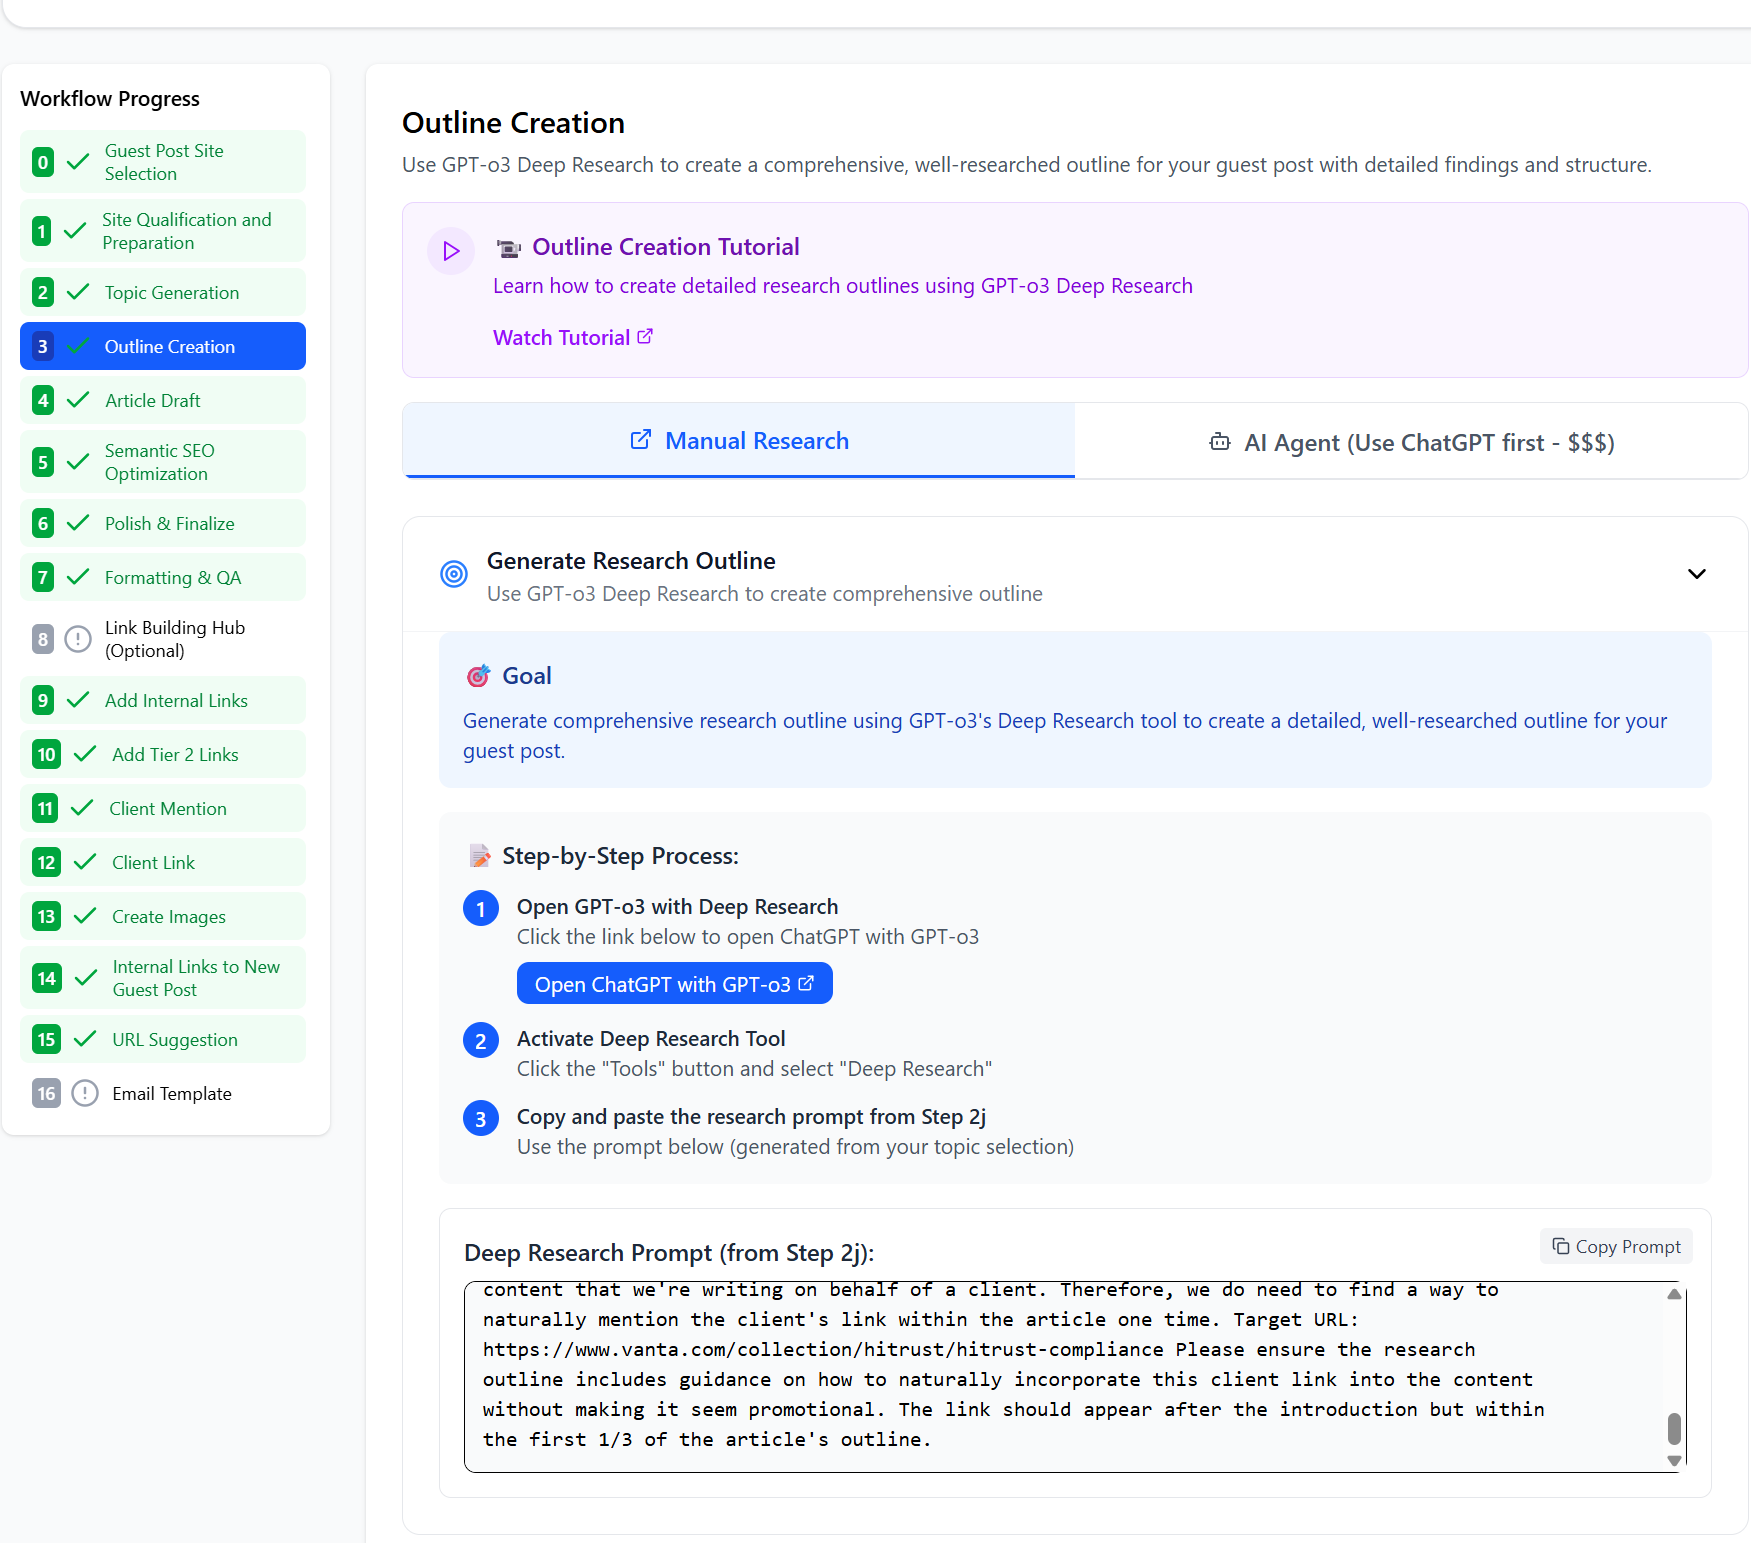 Workflow Progress
0 Guest Post Site
Selection
1 Site Qualification and
Preparation
2 Topic Generation
3 Outline Creation
4 Article Draft
5 Semantic SEO
Optimization
6 Polish & Finalize
7 Formatting & QA
8 Link Building Hub
(Optional)
9 Add Internal Links
10 Add Tier 2 Links
11 Client Mention
12 Client Link
13 Create Images
14 Internal Links to New
Guest Post
15 URL Suggestion
16 Email Template
Outline Creation
Use GPT-o3 Deep Research to create a comprehensive, well-researched outline for your guest post with detailed findings and structure.
Outline Creation Tutorial
Learn how to create detailed research outlines using GPT-o3 Deep Research
Watch Tutorial
Manual Research
AI Agent (Use ChatGPT first - $$$)
Generate Research Outline
Use GPT-o3 Deep Research to create comprehensive outline
Goal
Generate comprehensive research outline using GPT-o3's Deep Research tool to create a detailed, well-researched outline for your
guest post.
Step-by-Step Process:
1 Open GPT-o3 with Deep Research
Click the link below to open ChatGPT with GPT-o3
Open ChatGPT with GPT-o3
2 Activate Deep Research Tool
Click the "Tools" button and select "Deep Research"
3 Copy and paste the research prompt from Step 2j
Use the prompt below (generated from your topic selection)
Deep Research Prompt (from Step 2j):
Copy Prompt
content that we're writing on behalf of a client. Therefore, we do need to find a way to
naturally mention the client's link within the article one time. Target URL:
https://www.vanta.com/collection/hitrust/hitrust-compliance Please ensure the research
outline includes guidance on how to naturally incorporate this client link into the content
without making it seem promotional. The link should appear after the introduction but within
the first 1/3 of the article's outline.